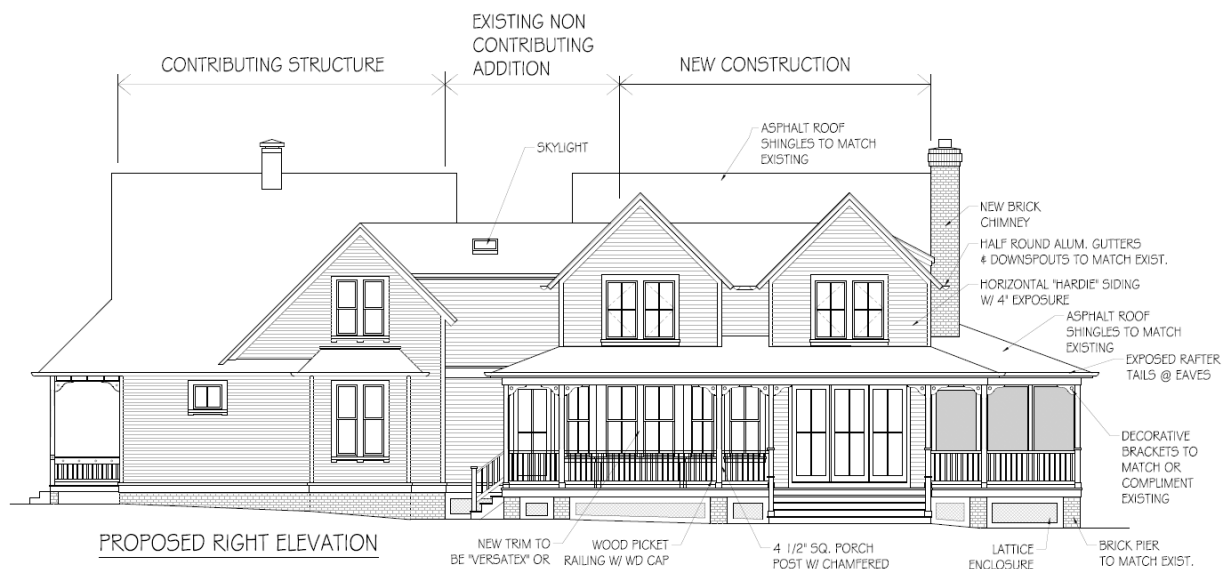 EXISTING NON
CONTRIBUTING
ADDITION
CONTRIBUTING STRUCTURE
NEW CONSTRUCTION
SKYLIGHT
ASPHALT ROOF
SHINGLES TO MATCH
EXISTING
NEW BRICK
CHIMNEY
HALF ROUND ALUM. GUTTERS
& DOWNSPOUTS TO MATCH EXIST.
HORIZONTAL "HARDIE" SIDING
W/ 4" EXPOSURE
ASPHALT ROOF
SHINGLES TO MATCH
EXISTING
EXPOSED RAFTER
TAILS @ EAVES
DECORATIVE
BRACKETS TO
MATCH OR
COMPLIMENT
EXISTING
PROPOSED RIGHT ELEVATION
NEW TRIM TO
BE "VERSATEX" OR
WOOD PICKET
RAILING W/ WD CAP
4 1/2" SQ. PORCH
POST W/ CHAMFERED
LATTICE
ENCLOSURE
BRICK PIER
TO MATCH EXIST.